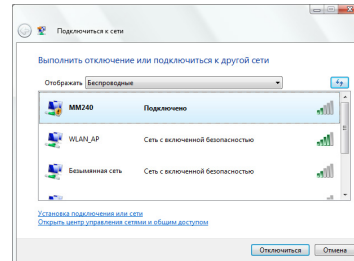 Подключиться к сети
Выполнить отключение или подключиться к другой сети
Отображать Беспроводные
MM240 Подключено
WLAN_AP Сеть с включенной безопасностью
Безымянная сеть Сеть с включенной безопасностью
Установка подключения или сети
Открыть центр управления сетями и общим доступом
Отключиться Отмена